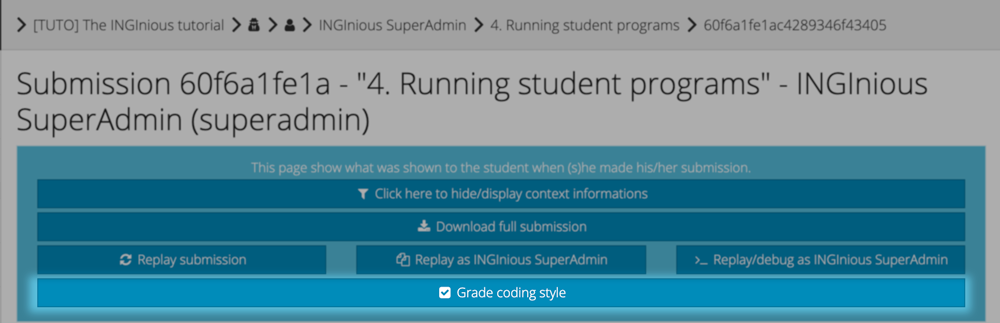 [TUTO] The INGInious tutorial > > > INGInious SuperAdmin > 4. Running student programs > 60f6a1fe1ac4289346f43405
Submission 60f6a1fe1a - "4. Running student programs" - INGInious
SuperAdmin (superadmin)
This page show what was shown to the student when (s)he made his/her submission.
Click here to hide/display context informations
Download full submission
Replay submission
Replay as INGInious SuperAdmin
Replay/debug as INGInious SuperAdmin
Grade coding style